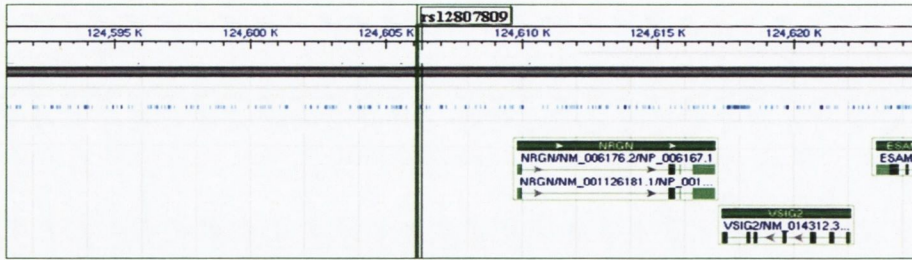 rs12807809
124,595 K 124,600 K 124,605 K 124,610 K 124,615 K 124,620 K
NRGN ESAM
NRGN/NM_006176.2/NP_006167.1 ESAM
NRGN/NM_001126181.1/NP_001...
VSIG2
VSIG2/NM_014312.3...